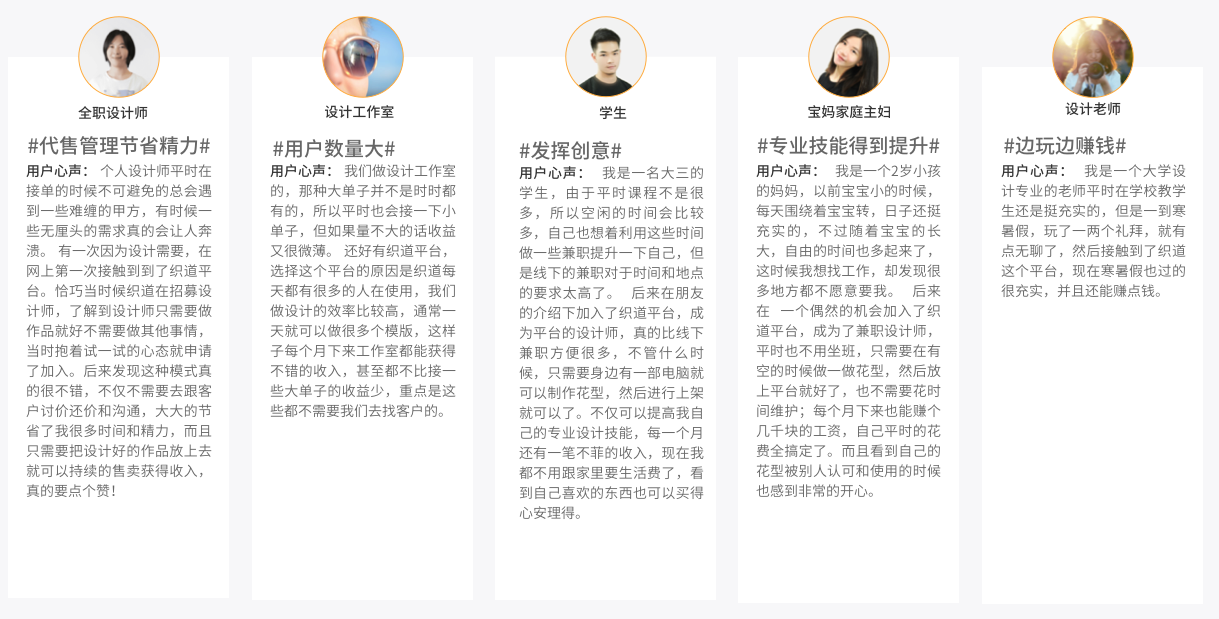 全职设计师
#代售管理节省精力#
用户心声： 个人设计师平时在
接单的时候不可避免的总会遇
到一些难缠的甲方，有时候一
些无厘头的需求真的会让人奔
溃。 有一次因为设计需要，在
网上第一次接触到到了织道平
台。恰巧当时候织道在招募设
计师，了解到设计师只需要做
作品就好不需要做其他事情，
当时抱着试一试的心态就申请
了加入。后来发现这种模式真
的很不错，不仅不需要去跟客
户讨价还价和沟通，大大的节
省了我很多时间和精力，而且
只需要把设计好的作品放上去
就可以持续的售卖获得收入，
真的要点个赞！
设计工作室
#用户数量大#
用户心声： 我们做设计工作室
的，那种大单子并不是时时都
有的，所以平时也会接一下小
单子，但如果量不大的话收益
又很微薄。 还好有织道平台，
选择这个平台的原因是织道每
天都有很多的人在使用，我们
做设计的效率比较高，通常一
天就可以做很多个模版，这样
子每个月下来工作室都能获得
不错的收入，甚至都不比接一
些大单子的收益少，重点是这
些都不需要我们去找客户的。
学生
#发挥创意#
用户心声： 我是一名大三的
学生，由于平时课程不是很
多，所以空闲的时间会比较
多，自己也想着利用这些时间
做一些兼职提升一下自己，但
是线下的兼职对于时间和地点
的要求太高了。 后来在朋友
的介绍下加入了织道平台，成
为平台的设计师，真的比线下
兼职方便很多，不管什么时
候，只需要身边有一部电脑就
可以制作花型，然后进行上架
就可以了。不仅可以提高我自
己的专业设计技能，每一个月
还有一笔不菲的收入，现在我
都不用跟家里要生活费了，看
到自己喜欢的东西也可以买得
心安理得。
宝妈家庭主妇
#专业技能得到提升#
用户心声： 我是一个2岁小孩
的妈妈，以前宝宝小的时候，
每天围绕着宝宝转，日子还挺
充实的，不过随着宝宝的长
大，自由的时间也多起来了，
这时候我想找工作，却发现很
多地方都不愿意要我。 后来
在 一个偶然的机会加入了织
道平台，成为了兼职设计师，
平时也不用坐班，只需要在有
空的时候做一做花型，然后放
上平台就好了，也不需要花时
间维护；每个月下来也能赚个
几千块的工资，自己平时的花
费全搞定了。而且看到自己的
花型被别人认可和使用的时候
也感到非常的开心。
设计老师
#边玩边赚钱#
用户心声： 我是一个大学设
计专业的老师平时在学校教学
生还是挺充实的，但是一到寒
暑假，玩了一两个礼拜，就有
点无聊了，然后接触到了织道
这个平台，现在寒暑假也过的
很充实，并且还能赚点钱。